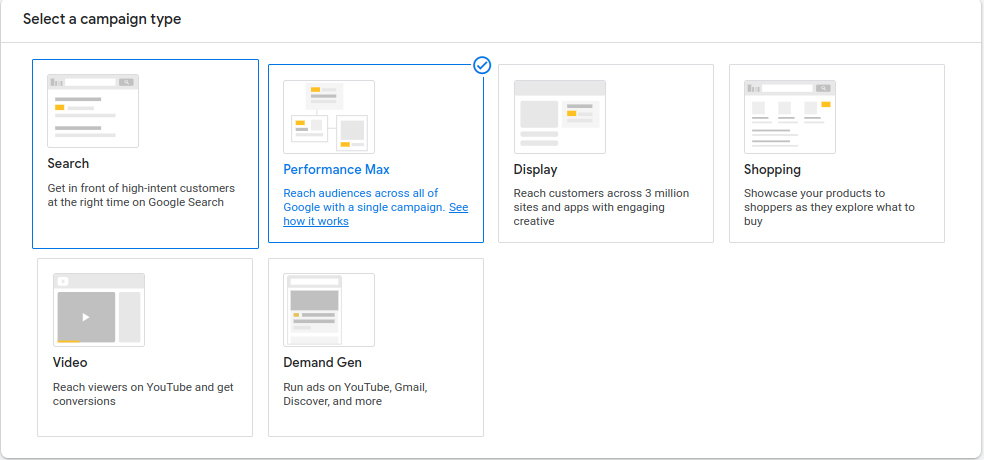 Select a campaign type
Search
Get in front of high-intent customers
at the right time on Google Search
Performance Max
Reach audiences across all of
Google with a single campaign. See
how it works
Display
Reach customers across 3 million
sites and apps with engaging
creative
Shopping
Showcase your products to
shoppers as they explore what to
buy
Video
Reach viewers on YouTube and get
conversions
Demand Gen
Run ads on YouTube, Gmail,
Discover, and more